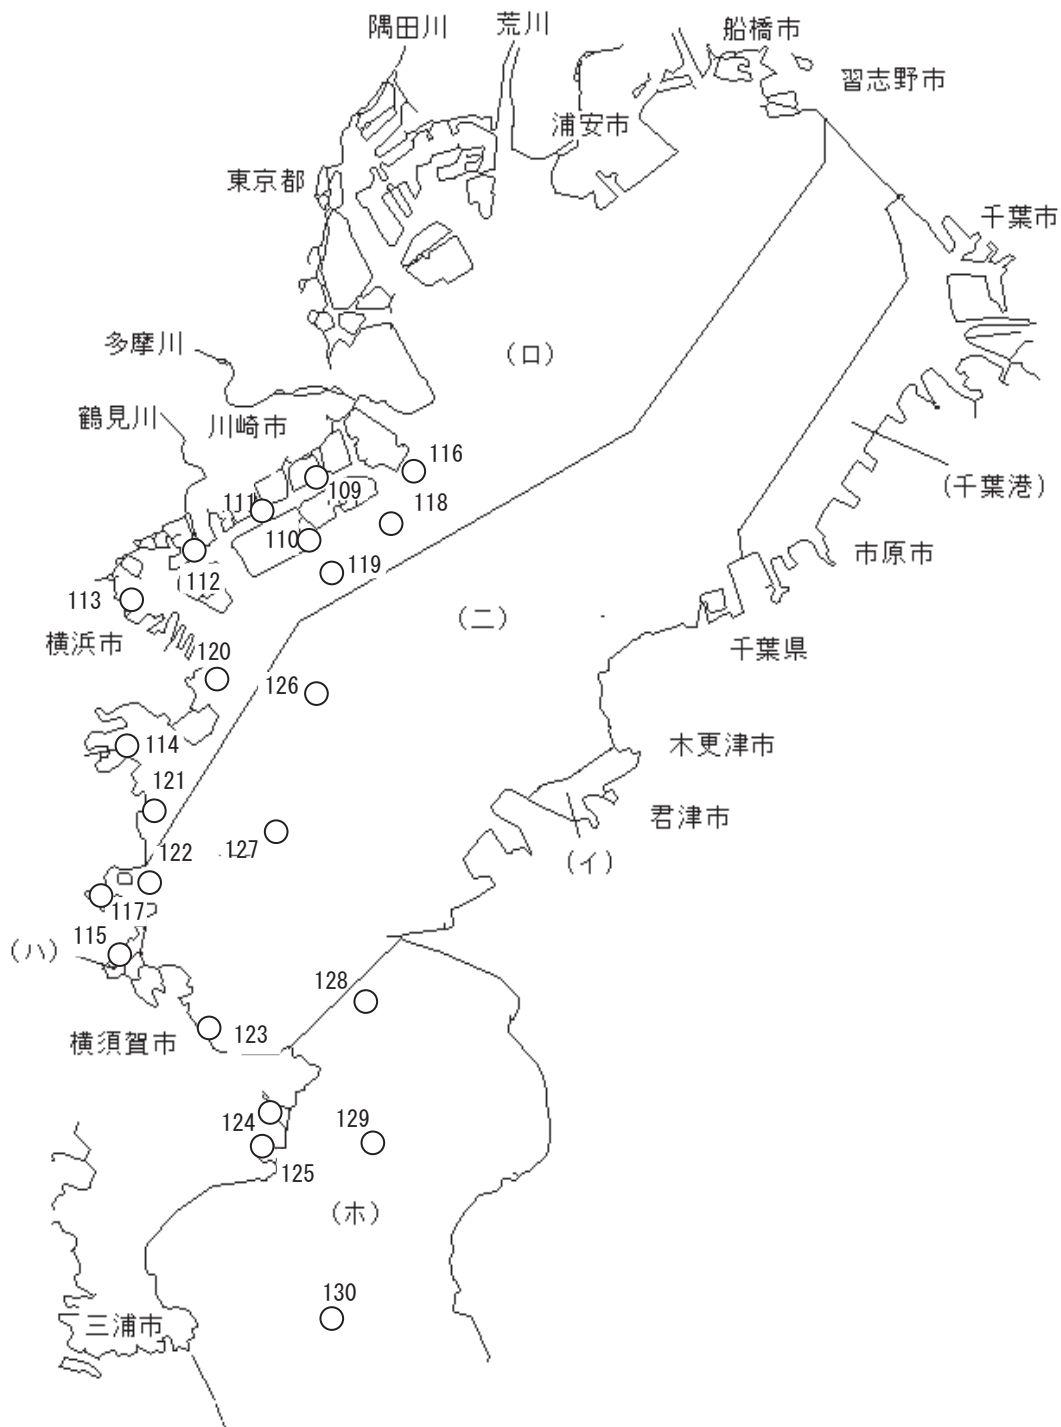 隅田川
荒川
船橋市
習志野市
浦安市
東京都
千葉市
多摩川
(ロ)
鶴見川
川崎市
116
109
(千葉港)
111
118
110
市原市
119
112
113
(ニ)
横浜市
千葉県
120
126
114
木更津市
121
君津市
127
122
(イ)
117
115
(ハ)
128
123
横須賀市
124
129
125
(ホ)
130
三浦市